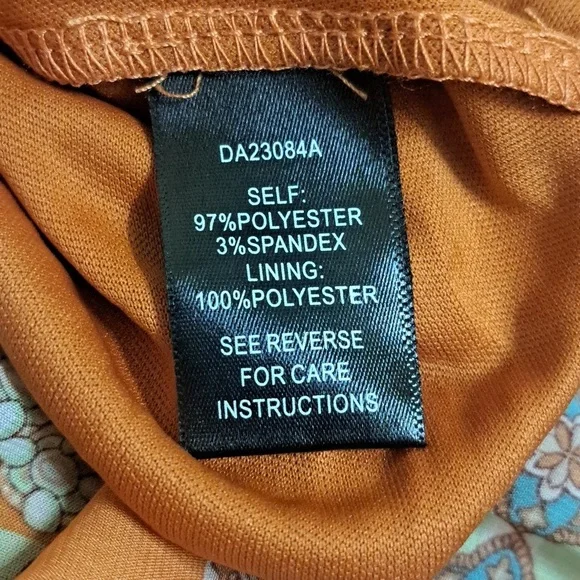 DA23084A
SELF:
97%POLYESTER
3%SPANDEX
LINING:
100%POLYESTER
SEE REVERSE
FOR CARE
INSTRUCTIONS